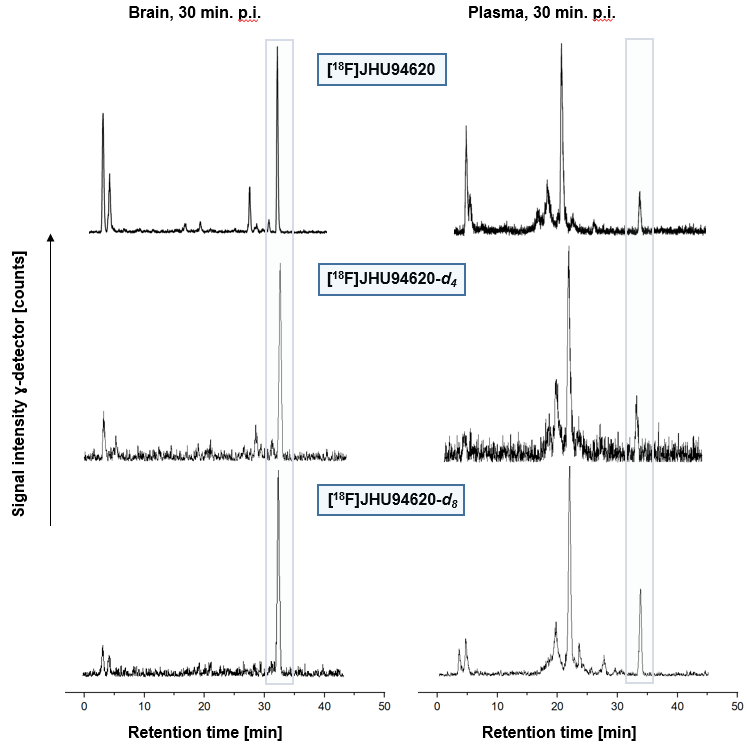 Brain, 30 min. p.i.
Plasma, 30 min. p.i.
[¹⁸F]JHU94620
[¹⁸F]JHU94620-d₄
[¹⁸F]JHU94620-d₈
Signal intensity ɣ-detector [counts]
0 10 20 30 40 50
0 10 20 30 40 50
Retention time [min]
Retention time [min]